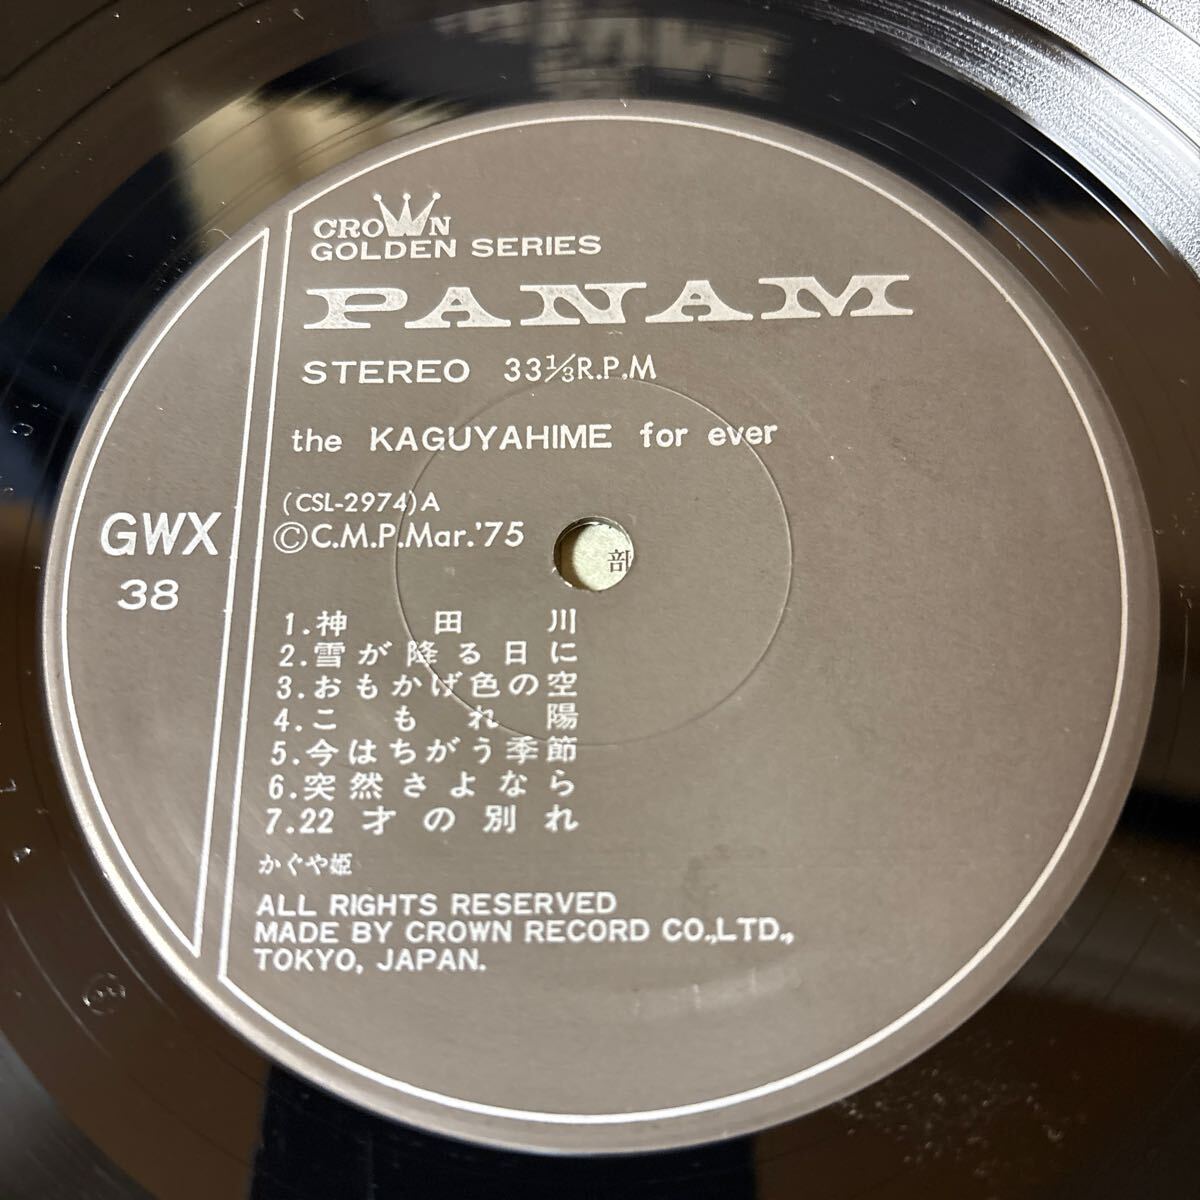 CROWN
GOLDEN SERIES
PANAM
STEREO 33⅓R.P.M
the KAGUYAHIME for ever
(CSL-2974)A
©C.M.P.Mar.'75
GWX
38
部
1.神田川
2.雪が降る日に
3.おもかげ色の空
4.こもれ陽
5.今はちがう季節
6.突然さよなら
7.22才の別れ
かぐや姫
ALL RIGHTS RESERVED
MADE BY CROWN RECORD CO.,LTD.,
TOKYO, JAPAN.